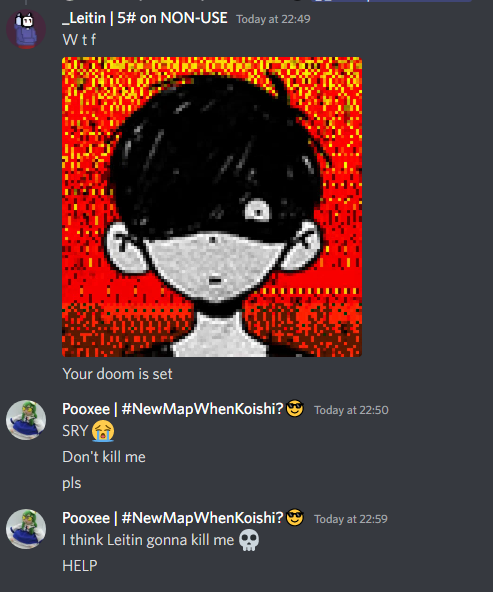 _Leitin | 5# on NON-USE Today at 22:49
W t f
Your doom is set
Pooxee | #NewMapWhenKoishi? 😎 Today at 22:50
SRY 😭
Don't kill me
pls
Pooxee | #NewMapWhenKoishi? 😎 Today at 22:59
I think Leitin gonna kill me 💀
HELP